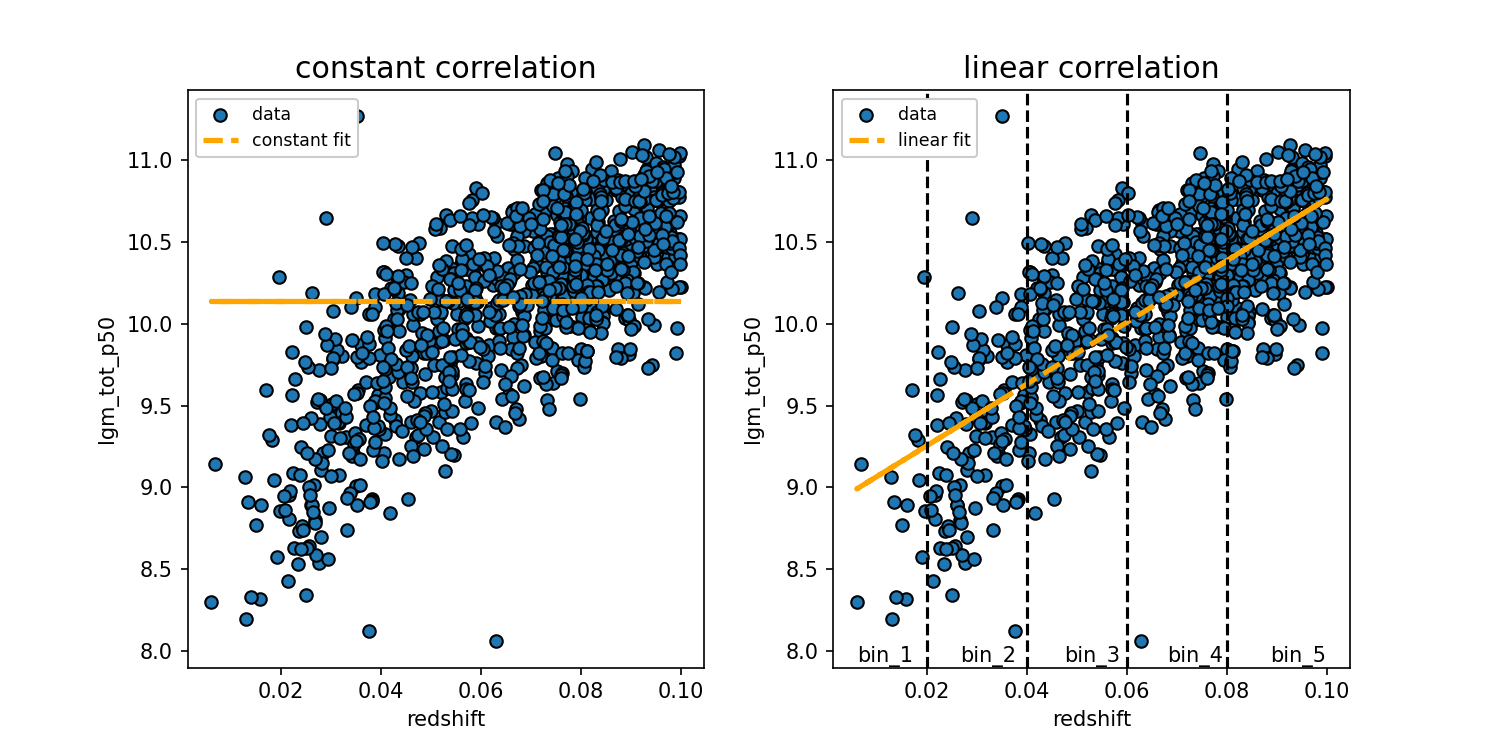 constant correlation
data
constant fit
11.0
10.5
10.0
9.5
9.0
8.5
8.0
lgm_tot_p50
0.02 0.04 0.06 0.08 0.10
redshift
linear correlation
data
linear fit
11.0
10.5
10.0
9.5
9.0
8.5
8.0
lgm_tot_p50
bin_1 bin_2 bin_3 bin_4 bin_5
0.02 0.04 0.06 0.08 0.10
redshift